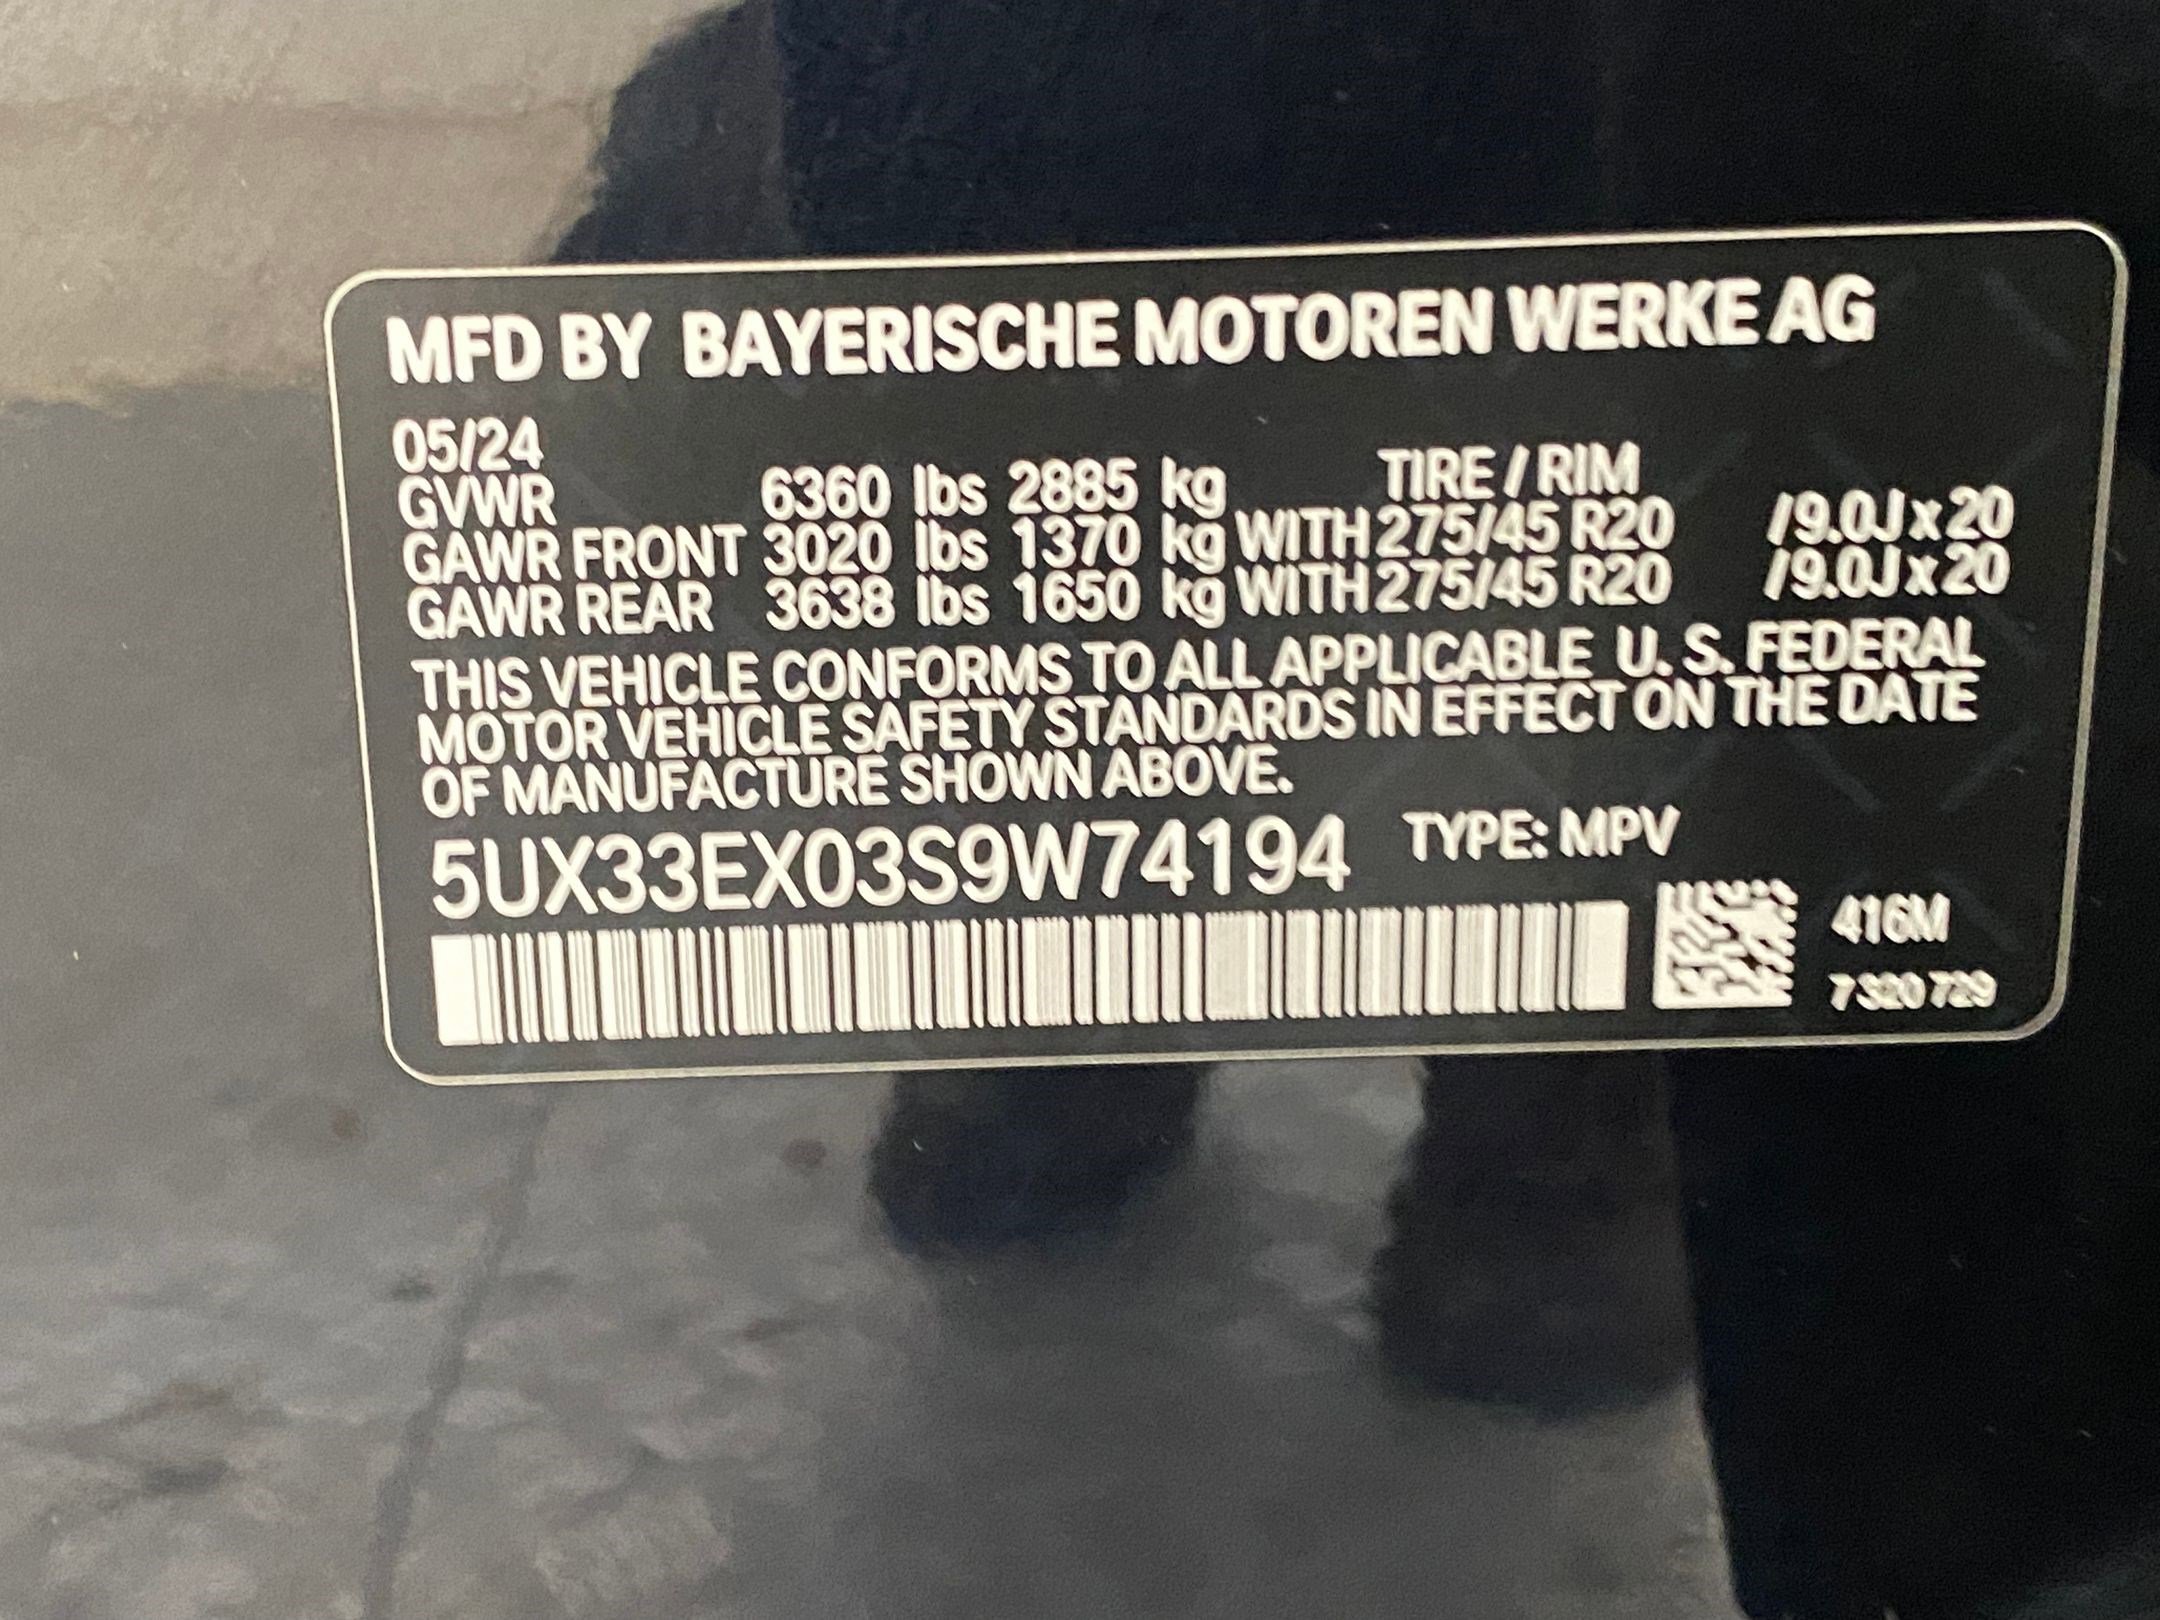 MFD BY BAYERISCHE MOTOREN WERKE AG
05/24 TIRE / RIM
GVWR 6360 lbs 2885 kg
GAWR FRONT 3020 lbs 1370 kg WITH 275/45 R20 /9.0J x 20
GAWR REAR 3638 lbs 1650 kg WITH 275/45 R20 /9.0J x 20
THIS VEHICLE CONFORMS TO ALL APPLICABLE U. S. FEDERAL
MOTOR VEHICLE SAFETY STANDARDS IN EFFECT ON THE DATE
OF MANUFACTURE SHOWN ABOVE.
5UX33EX03S9W74194 TYPE: MPV
416M
7 320 729